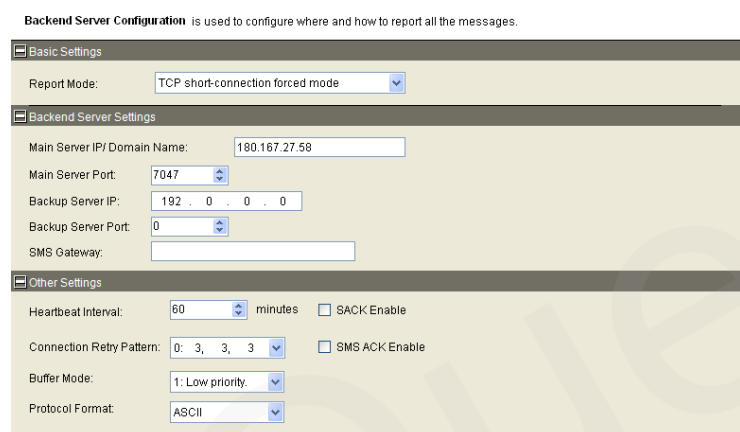 Backend Server Configuration is used to configure where and how to report all the messages.
Basic Settings
Report Mode: TCP short-connection forced mode
Backend Server Settings
Main Server IP/ Domain Name: 180.167.27.58
Main Server Port: 7047
Backup Server IP: 192 . 0 . 0 . 0
Backup Server Port: 0
SMS Gateway:
Other Settings
Heartbeat Interval: 60 minutes SACK Enable
Connection Retry Pattern: 0: 3, 3, 3 SMS ACK Enable
Buffer Mode: 1: Low priority.
Protocol Format: ASCII